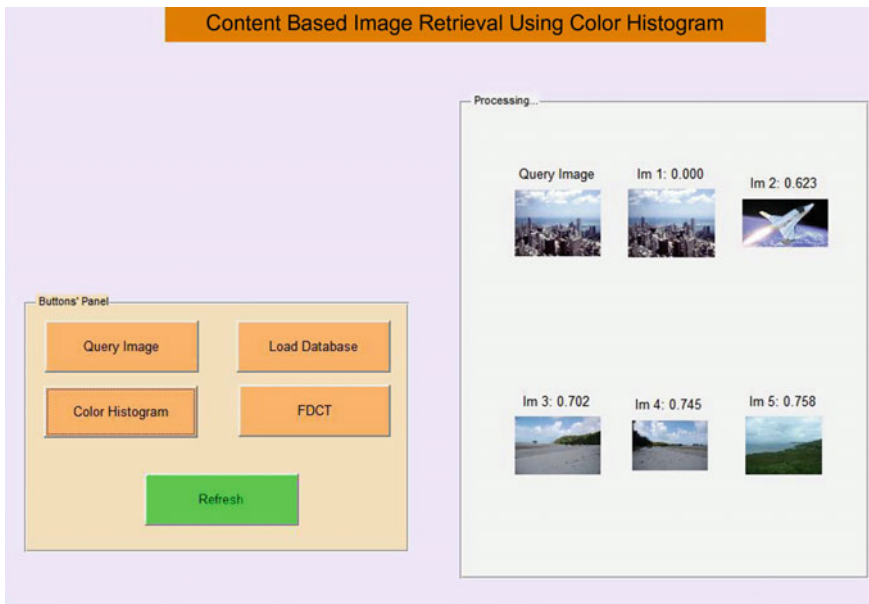 Content Based Image Retrieval Using Color Histogram
Processing...
Query Image
Im 1: 0.000
Im 2: 0.623
Im 3: 0.702
Im 4: 0.745
Im 5: 0.758
Buttons' Panel
Query Image
Load Database
Color Histogram
FDCT
Refresh